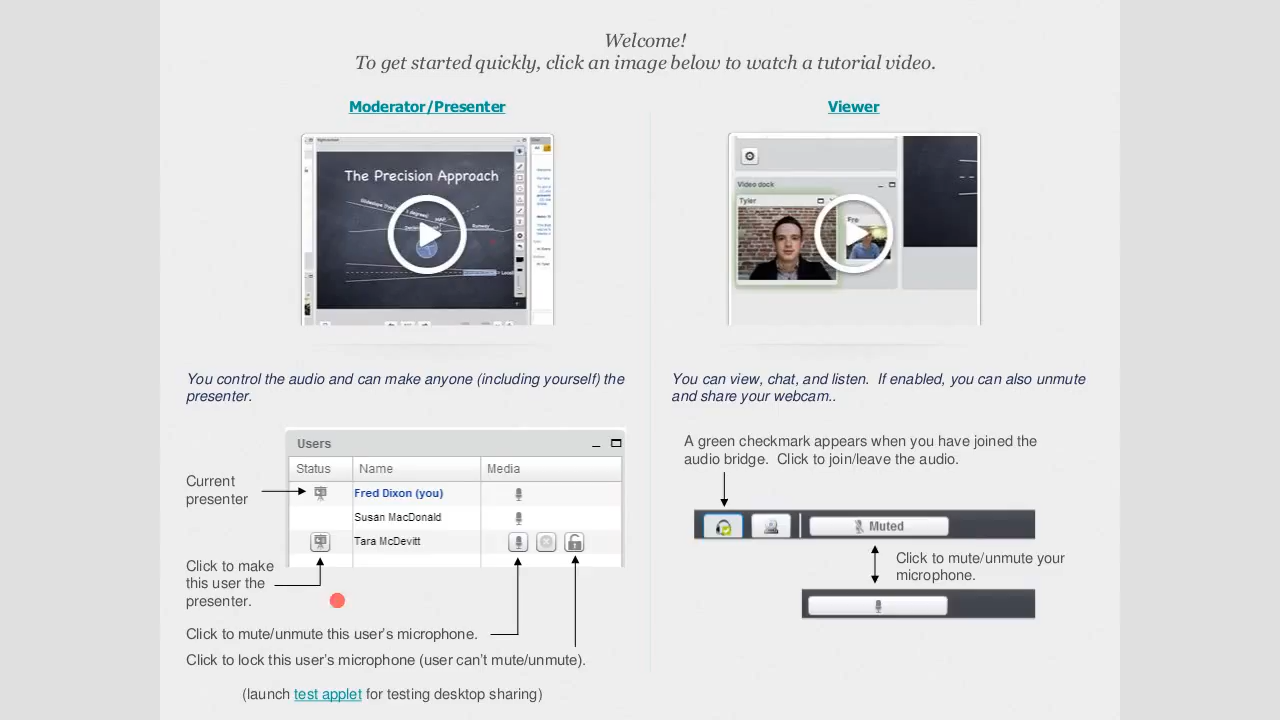 Welcome!
To get started quickly, click an image below to watch a tutorial video.
Moderator/Presenter
The Precision Approach
Runway
You control the audio and can make anyone (including yourself) the
presenter.
Users
Status Name Media
Current
presenter
Fred Dixon (you)
Susan MacDonald
Tara McDevitt
Click to make
this user the
presenter.
Click to mute/unmute this user's microphone.
Click to lock this user's microphone (user can't mute/unmute).
(launch test applet for testing desktop sharing)
Viewer
Video dock
Tyler
Fre
You can view, chat, and listen.  If enabled, you can also unmute
and share your webcam..
A green checkmark appears when you have joined the
audio bridge.  Click to join/leave the audio.
Muted
Click to mute/unmute your
microphone.